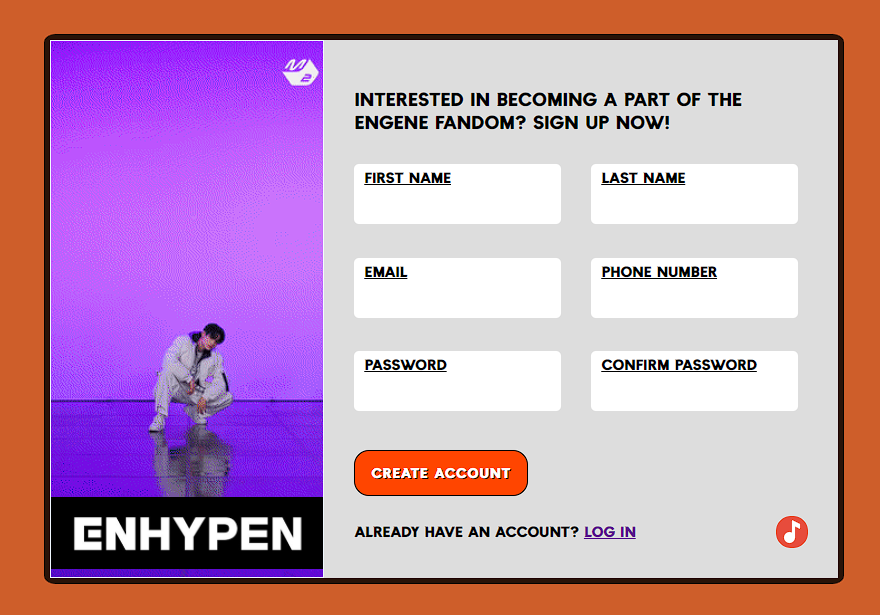 M2
INTERESTED IN BECOMING A PART OF THE
ENGENE FANDOM? SIGN UP NOW!
FIRST NAME
LAST NAME
EMAIL
PHONE NUMBER
PASSWORD
CONFIRM PASSWORD
CREATE ACCOUNT
ENHYPEN
ALREADY HAVE AN ACCOUNT? LOG IN